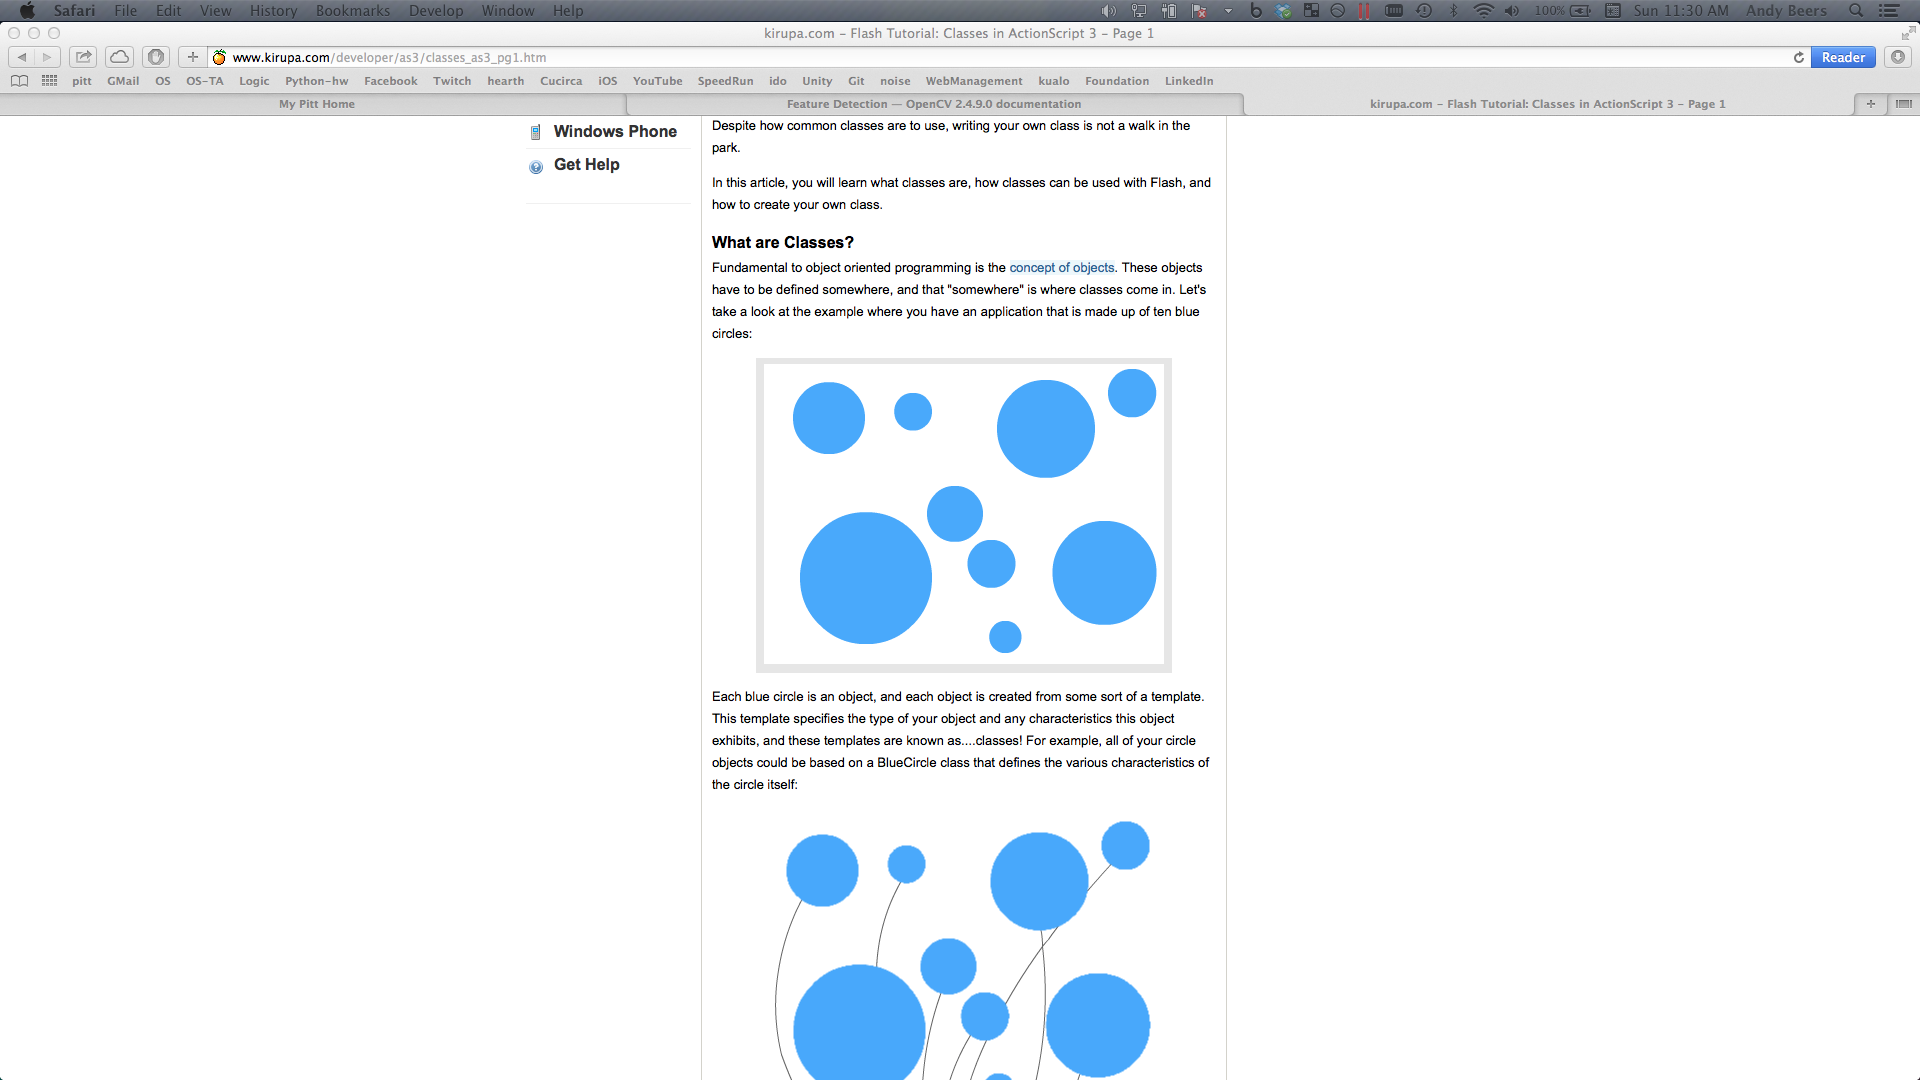 Safari File Edit View History Bookmarks Develop Window Help 100% Sun 11:30 AM Andy Beers
kirupa.com – Flash Tutorial: Classes in ActionScript 3 – Page 1
www.kirupa.com/developer/as3/classes_as3_pg1.htm Reader
pitt GMail OS OS-TA Logic Python-hw Facebook Twitch hearth Cucirca iOS YouTube SpeedRun ido Unity Git noise WebManagement kualo Foundation LinkedIn
My Pitt Home Feature Detection — OpenCV 2.4.9.0 documentation kirupa.com – Flash Tutorial: Classes in ActionScript 3 – Page 1
Windows Phone
Get Help
Despite how common classes are to use, writing your own class is not a walk in the
park.
In this article, you will learn what classes are, how classes can be used with Flash, and
how to create your own class.
What are Classes?
Fundamental to object oriented programming is the concept of objects. These objects
have to be defined somewhere, and that "somewhere" is where classes come in. Let's
take a look at the example where you have an application that is made up of ten blue
circles:
Each blue circle is an object, and each object is created from some sort of a template.
This template specifies the type of your object and any characteristics this object
exhibits, and these templates are known as....classes! For example, all of your circle
objects could be based on a BlueCircle class that defines the various characteristics of
the circle itself: